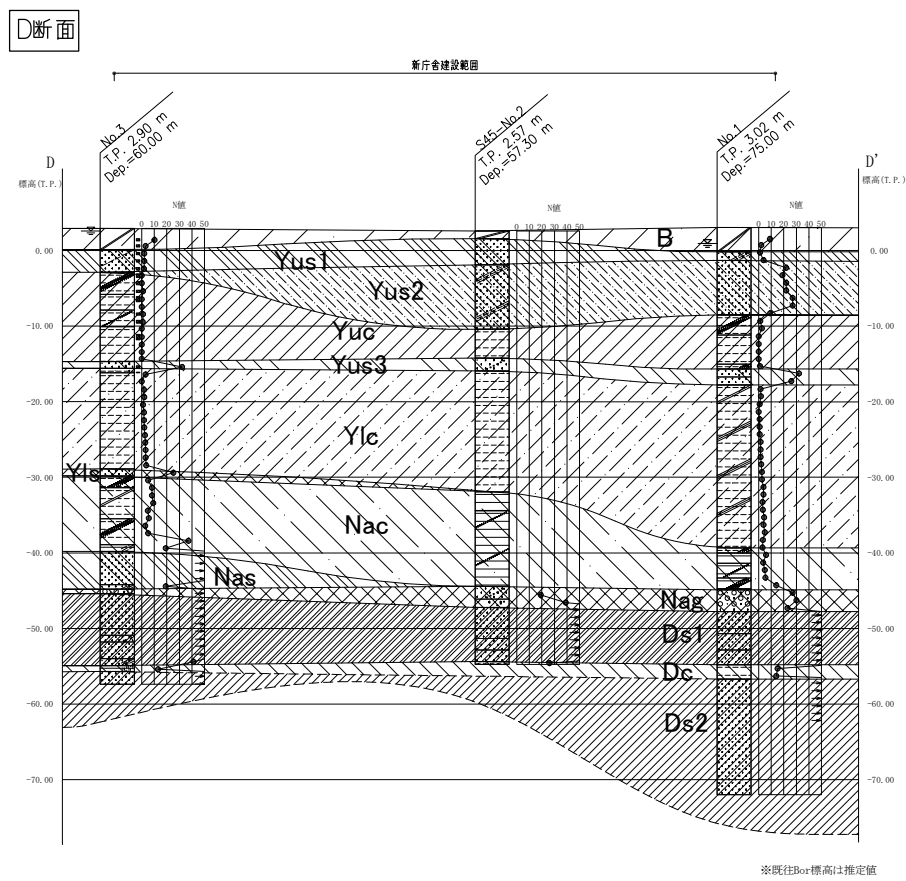 D断面
新庁舎建設範囲
No.3
T.P. 2.90 m
Dep.=60.00 m
S45-No.2
T.P. 2.57 m
Dep.=57.30 m
No.1
T.P. 3.02 m
Dep.=75.00 m
D
標高(T.P.)
D'
標高(T.P.)
N値
0 10 20 30 40 50
N値
0 10 20 30 40 50
N値
0 10 20 30 40 50
B
0.00
0.00
Yus1
Yus2
-10.00
-10.00
Yuc
Yus3
-20.00
-20.00
Ylc
Yls
-30.00
-30.00
Nac
-40.00
-40.00
Nas
Nag
-50.00
-50.00
Ds1
Dc
-60.00
-60.00
Ds2
-70.00
-70.00
※既往Bor標高は推定値